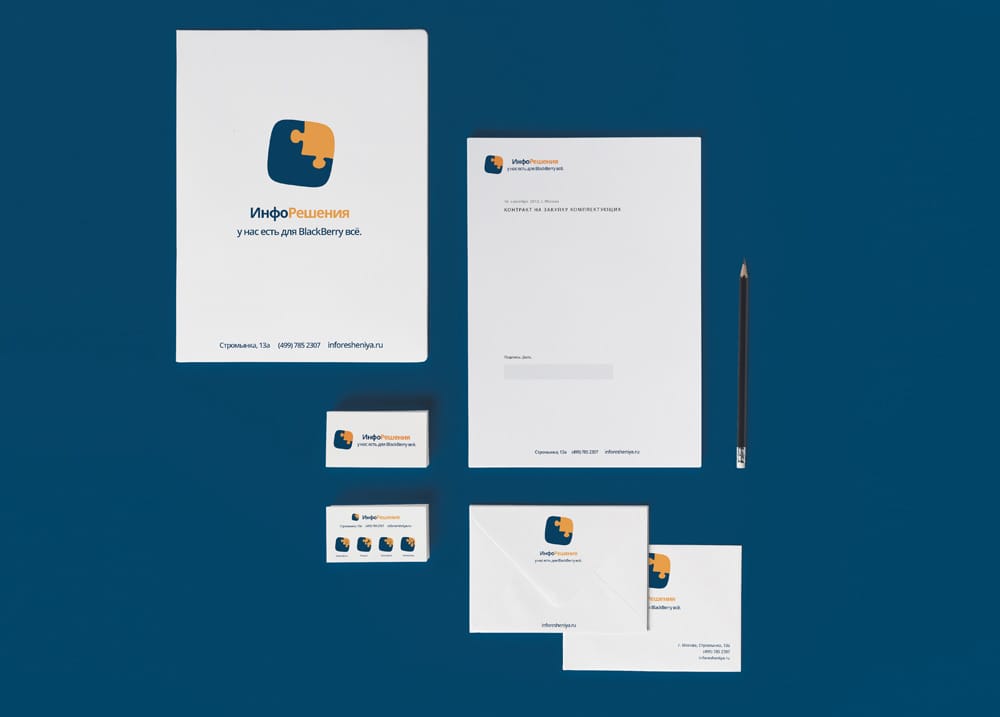 ИнфоРешения
у нас есть для BlackBerry всё.
Стромынка, 13а (499) 785 2307 inforesheniya.ru
ИнфоРешения
у нас есть для BlackBerry всё.
КОНТРАКТ НА ЗАКУПКУ КОМПЛЕКТУЮЩИХ
Подпись, Дата,
Стромынка, 13а (499) 785 2307 inforesheniya.ru
ИнфоРешения
у нас есть для BlackBerry всё.
ИнфоРешения
Стромынка, 13а (499) 785 2307 inforesheniya.ru
ИнфоРешения
у нас есть для BlackBerry всё.
inforesheniya.ru
Решения
BlackBerry всё.
г. Москва, Стромынка, 13а
(499) 785 2307
inforesheniya.ru